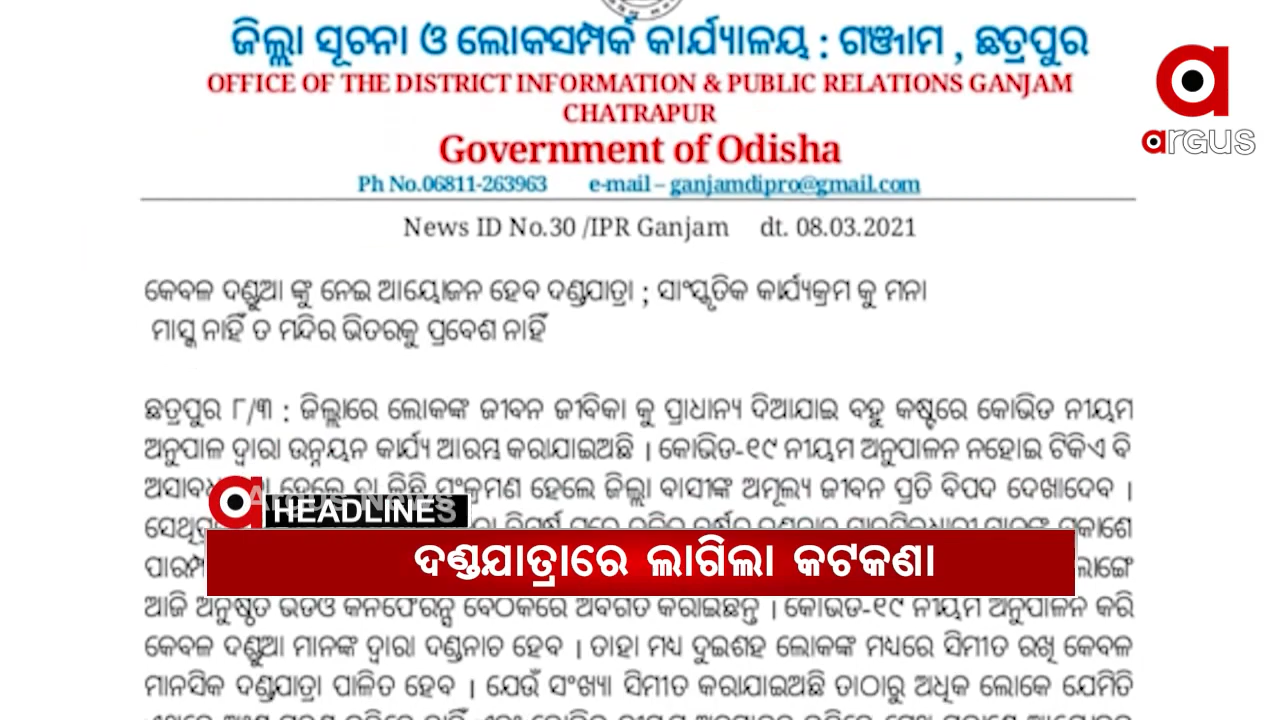 ଜିଲ୍ଲା ସୂଚନା ଓ ଲୋକସମ୍ପର୍କ କାର୍ଯ୍ୟାଳୟ : ଗଞ୍ଜାମ , ଛତ୍ରପୁର
OFFICE OF THE DISTRICT INFORMATION & PUBLIC RELATIONS GANJAM
CHATRAPUR
Government of Odisha
Ph No.06811-263963 e-mail – ganjamdipro@gmail.com
argus
News ID No.30 /IPR Ganjam dt. 08.03.2021
କେବଳ ଦଣ୍ଡୁଆ ଙ୍କୁ ନେଇ ଆୟୋଜନ ହେବ ଦଣ୍ଡଯାତ୍ରା ; ସାଂସ୍କୃତିକ କାର୍ଯ୍ୟକ୍ରମ କୁ ମନା
ମାସ୍କ ନାହିଁ ତ ମନ୍ଦିର ଭିତରକୁ ପ୍ରବେଶ ନାହିଁ
ଛତ୍ରପୁର ୮/୩ : ଜିଲ୍ଲାରେ ଲୋକଙ୍କ ଜୀବନ ଜୀବିକା କୁ ପ୍ରାଧାନ୍ୟ ଦିଆଯାଇ ବହୁ କଷ୍ଟରେ କୋଭିଡ ନୀୟମ
ଅନୁପାଳ ଦ୍ୱାରା ଉନ୍ନୟନ କାର୍ଯ୍ୟ ଆରମ୍ଭ କରାଯାଇଅଛି । କୋଭିଡ-୧୯ ନୀୟମ ଅନୁପାଳନ ନହୋଇ ଟିକିଏ ବି
ହେଲେ ବା କିଛି ସଂକ୍ରମଣ ହେଲେ ଜିଲ୍ଲା ବାସୀଙ୍କ ଅମୂଲ୍ୟ ଜୀବନ ପ୍ରତି ବିପଦ ଦେଖାଦେବ ।
ARGUS NEWS
HEADLINES
ଦଣ୍ଡଯାତ୍ରାରେ ଲାଗିଲା କଟକଣା
ଆଜି ଅନୁଷ୍ଠିତ ଭିଡିଓ କନଫେରନ୍ସ ବୈଠକରେ ଅବଗତ କରାଇଛନ୍ତି । କୋଭିଡ-୧୯ ନୀୟମ ଅନୁପାଳନ କରି
କେବଳ ଦଣ୍ଡୁଆ ମାନଙ୍କ ଦ୍ୱାରା ଦଣ୍ଡନାଚ ହେବ । ତାହା ମଧ୍ୟ ଦୁଇଶହ ଲୋକଙ୍କ ମଧ୍ୟରେ ସିମୀତ ରଖି କେବଳ
ମାନସିକ ଦଣ୍ଡଯାତ୍ରା ପାଳିତ ହେବ । ଯେଉଁ ସଂଖ୍ୟା ସିମୀତ କରାଯାଇଅଛି ତାଠାରୁ ଅଧିକ ଲୋକେ ଯେମିତି